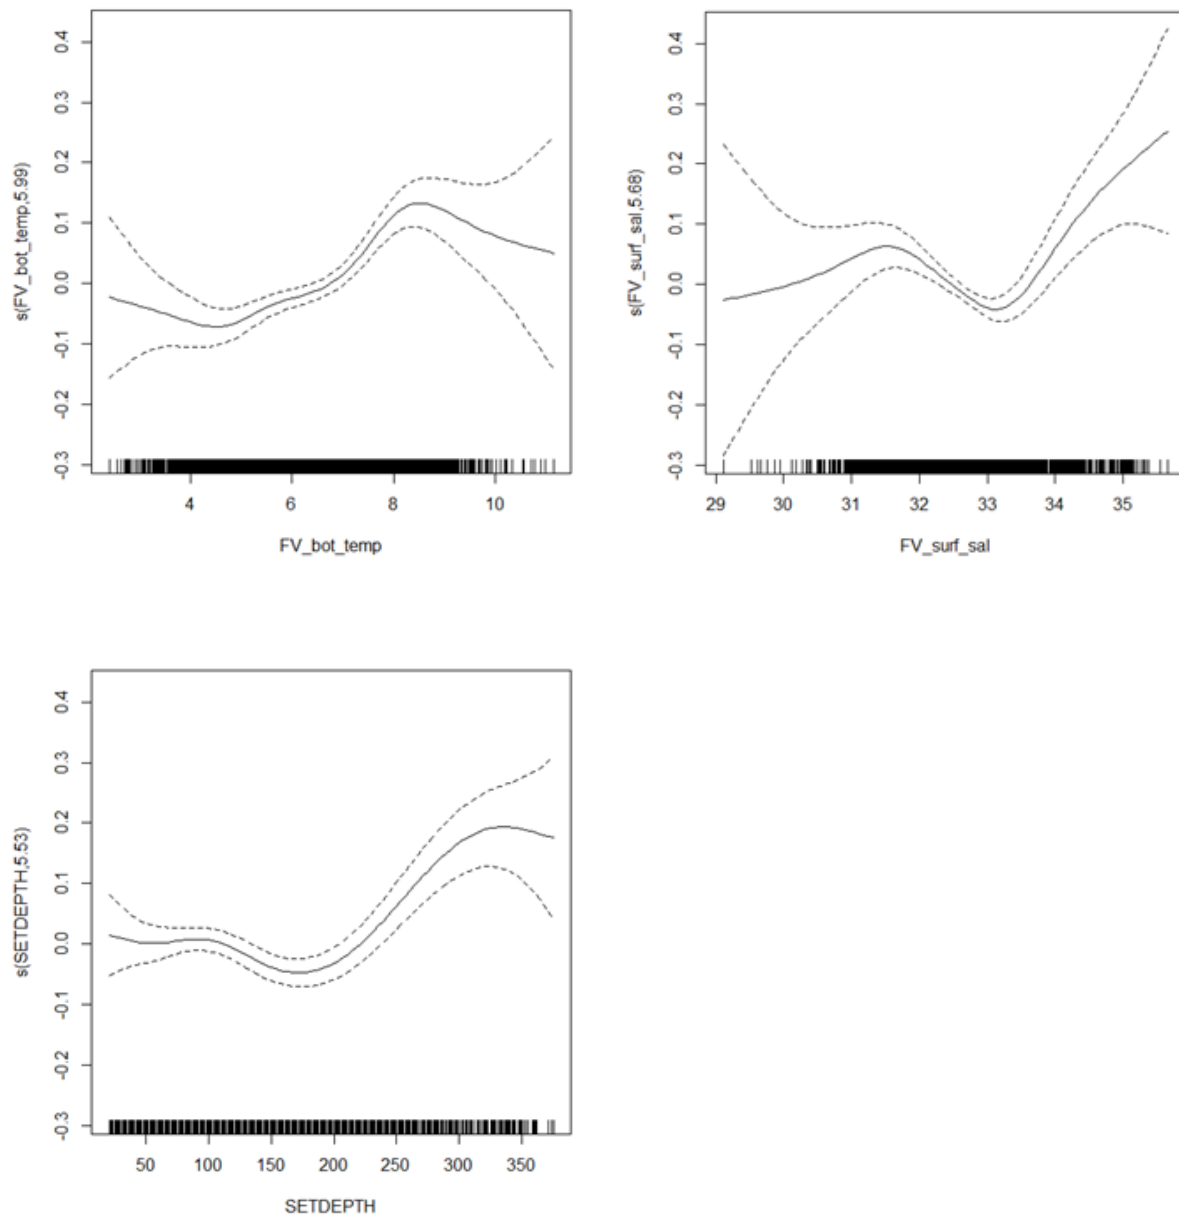 s(FV_bot_temp,5.99)
0.4
0.3
0.2
0.1
0.0
-0.1
-0.2
-0.3
4 6 8 10
FV_bot_temp
s(FV_surf_sal,5.68)
0.4
0.3
0.2
0.1
0.0
-0.1
-0.2
-0.3
29 30 31 32 33 34 35
FV_surf_sal
s(SETDEPTH,5.53)
0.4
0.3
0.2
0.1
0.0
-0.1
-0.2
-0.3
50 100 150 200 250 300 350
SETDEPTH